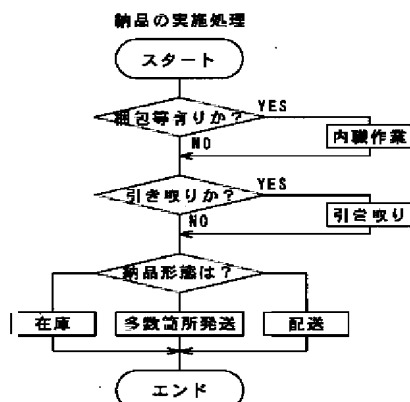 納品の実施処理
スタート
梱包等有りか？
YES
内職作業
NO
引き取りか？
YES
引き取り
NO
納品形態は？
在庫
多数箇所発送
配送
エンド